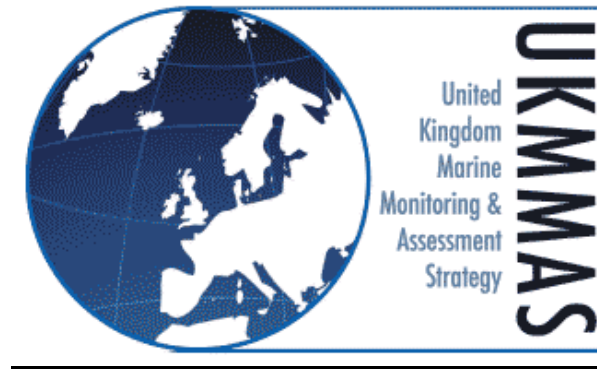 United
Kingdom
Marine
Monitoring &
Assessment
Strategy
UKMMAS